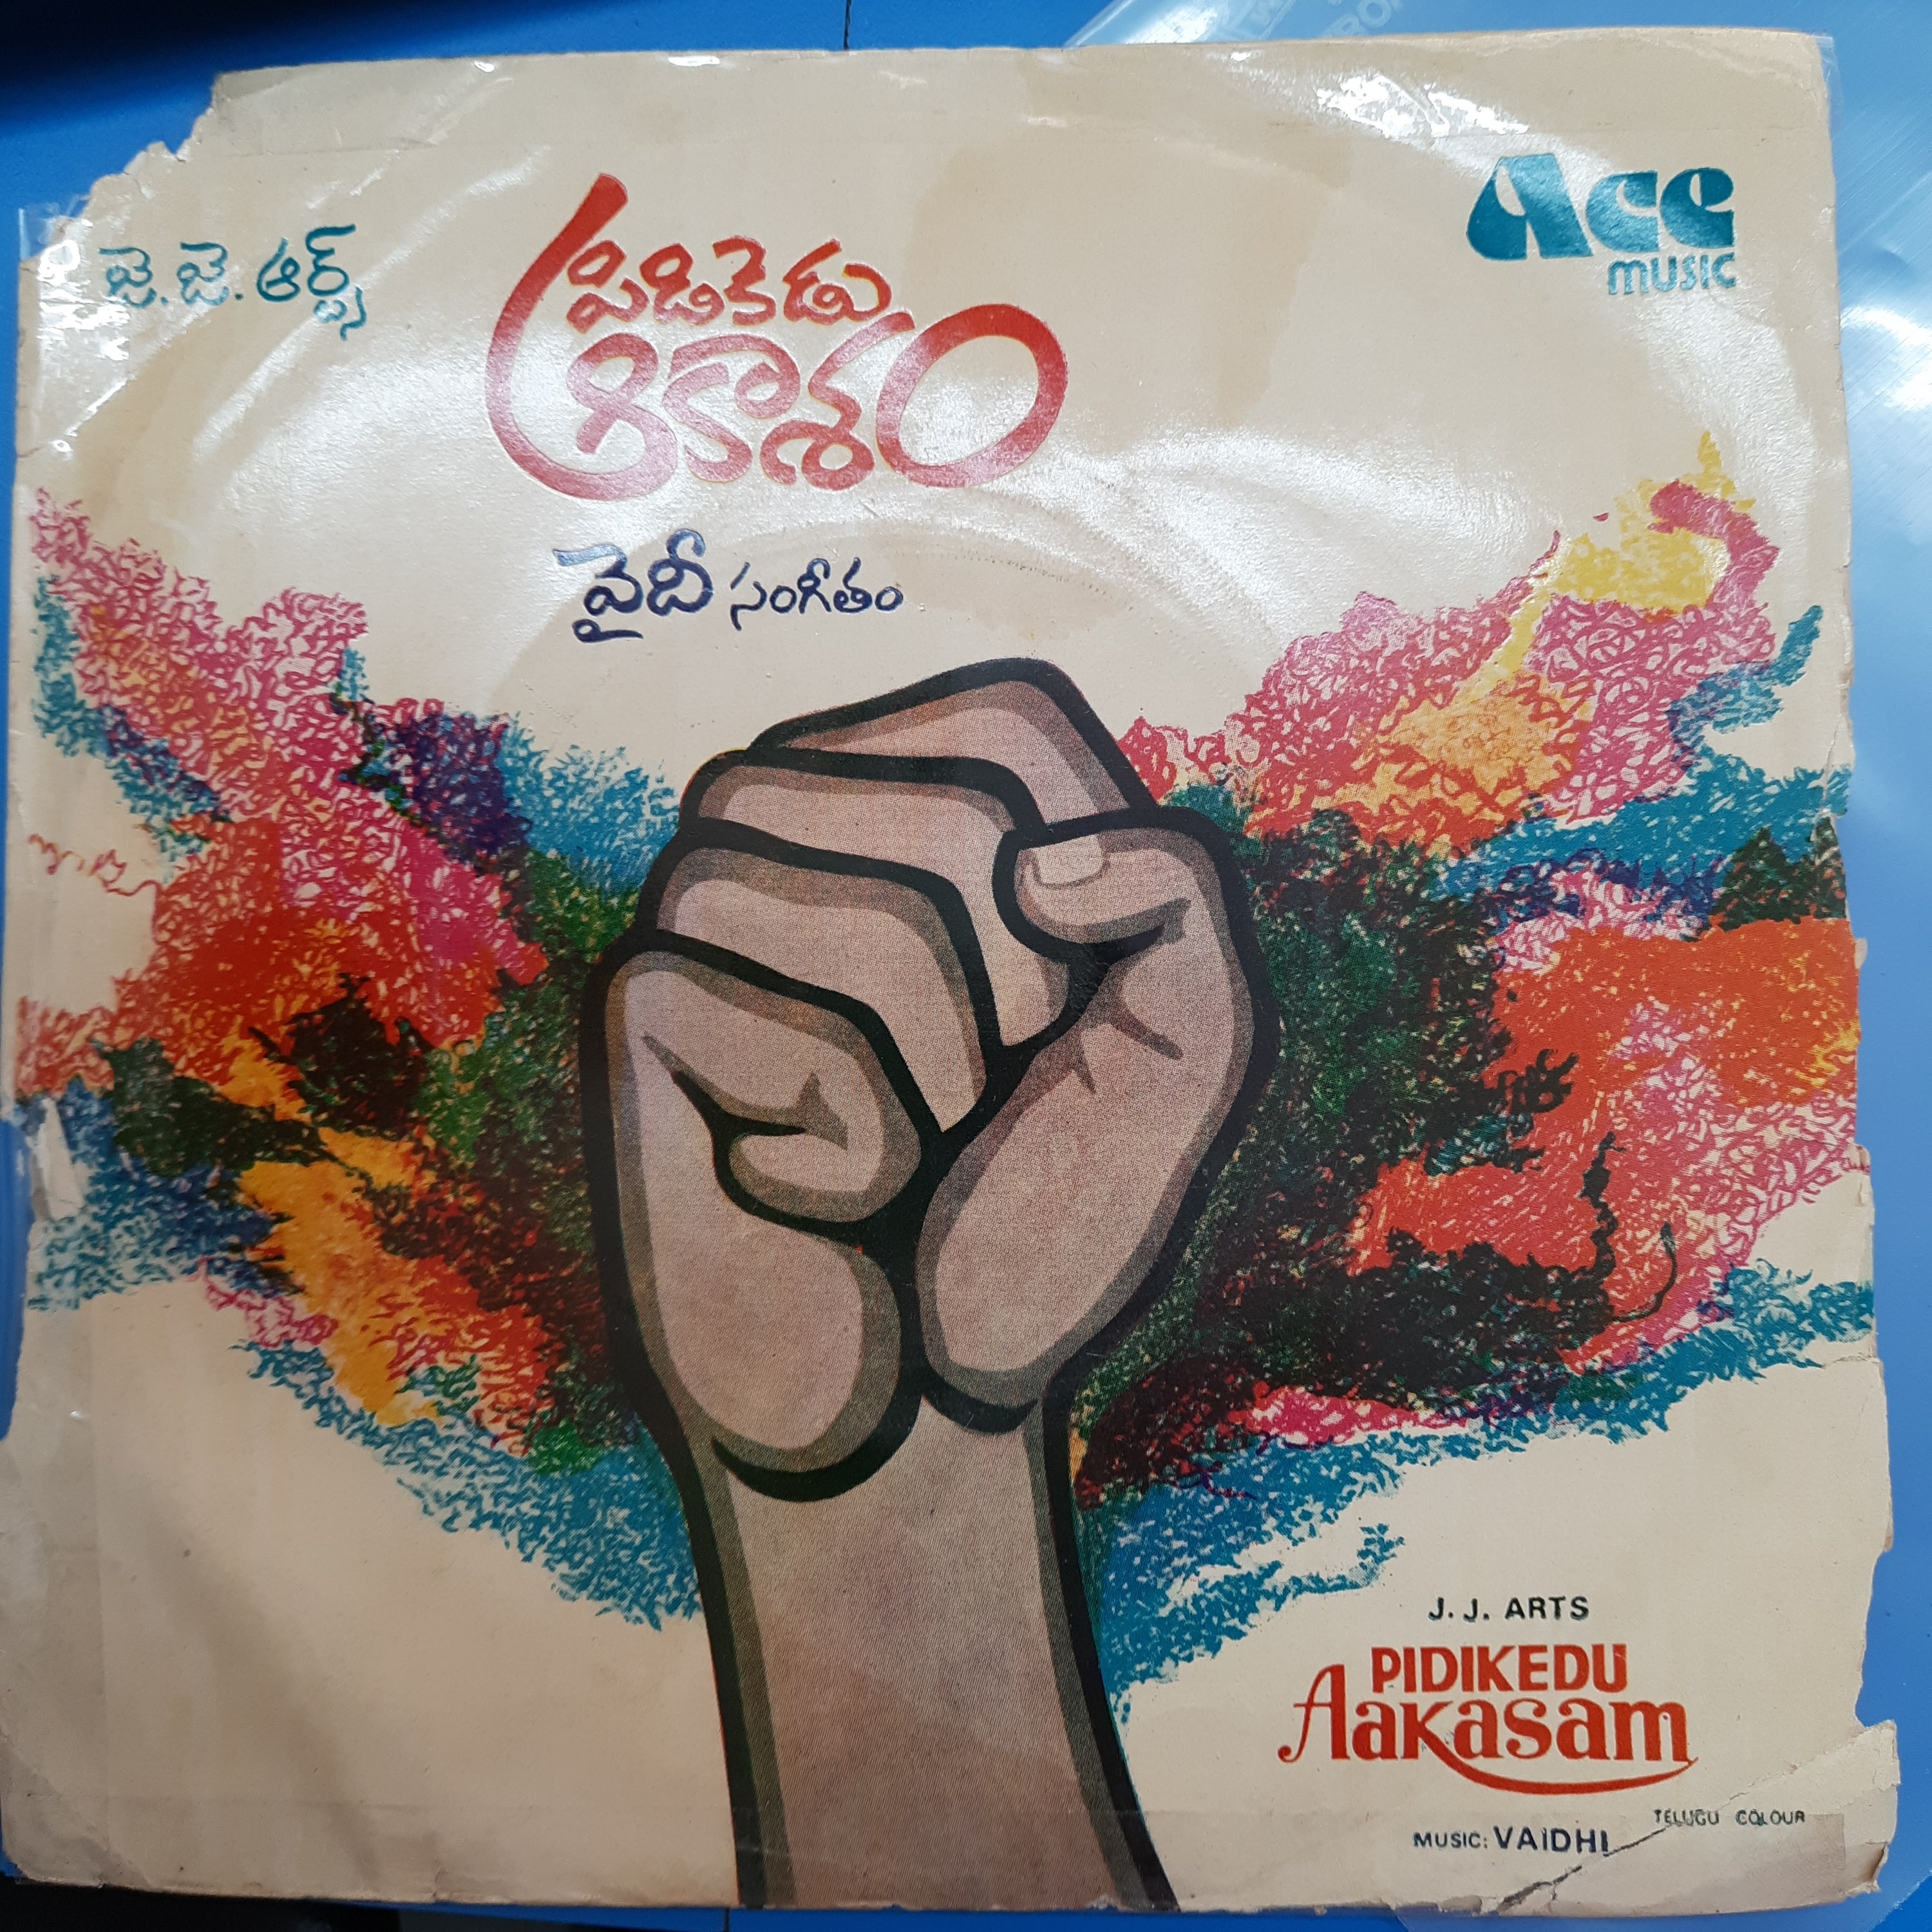 Ace
MUSIC
జై. జై. ఆర్ట్స్
పిడికెడు
ఆకాశం
వైదీ సంగీతం
J. J. ARTS
PIDIKEDU
Aakasam
TELUGU COLOUR
MUSIC: VAIDHI